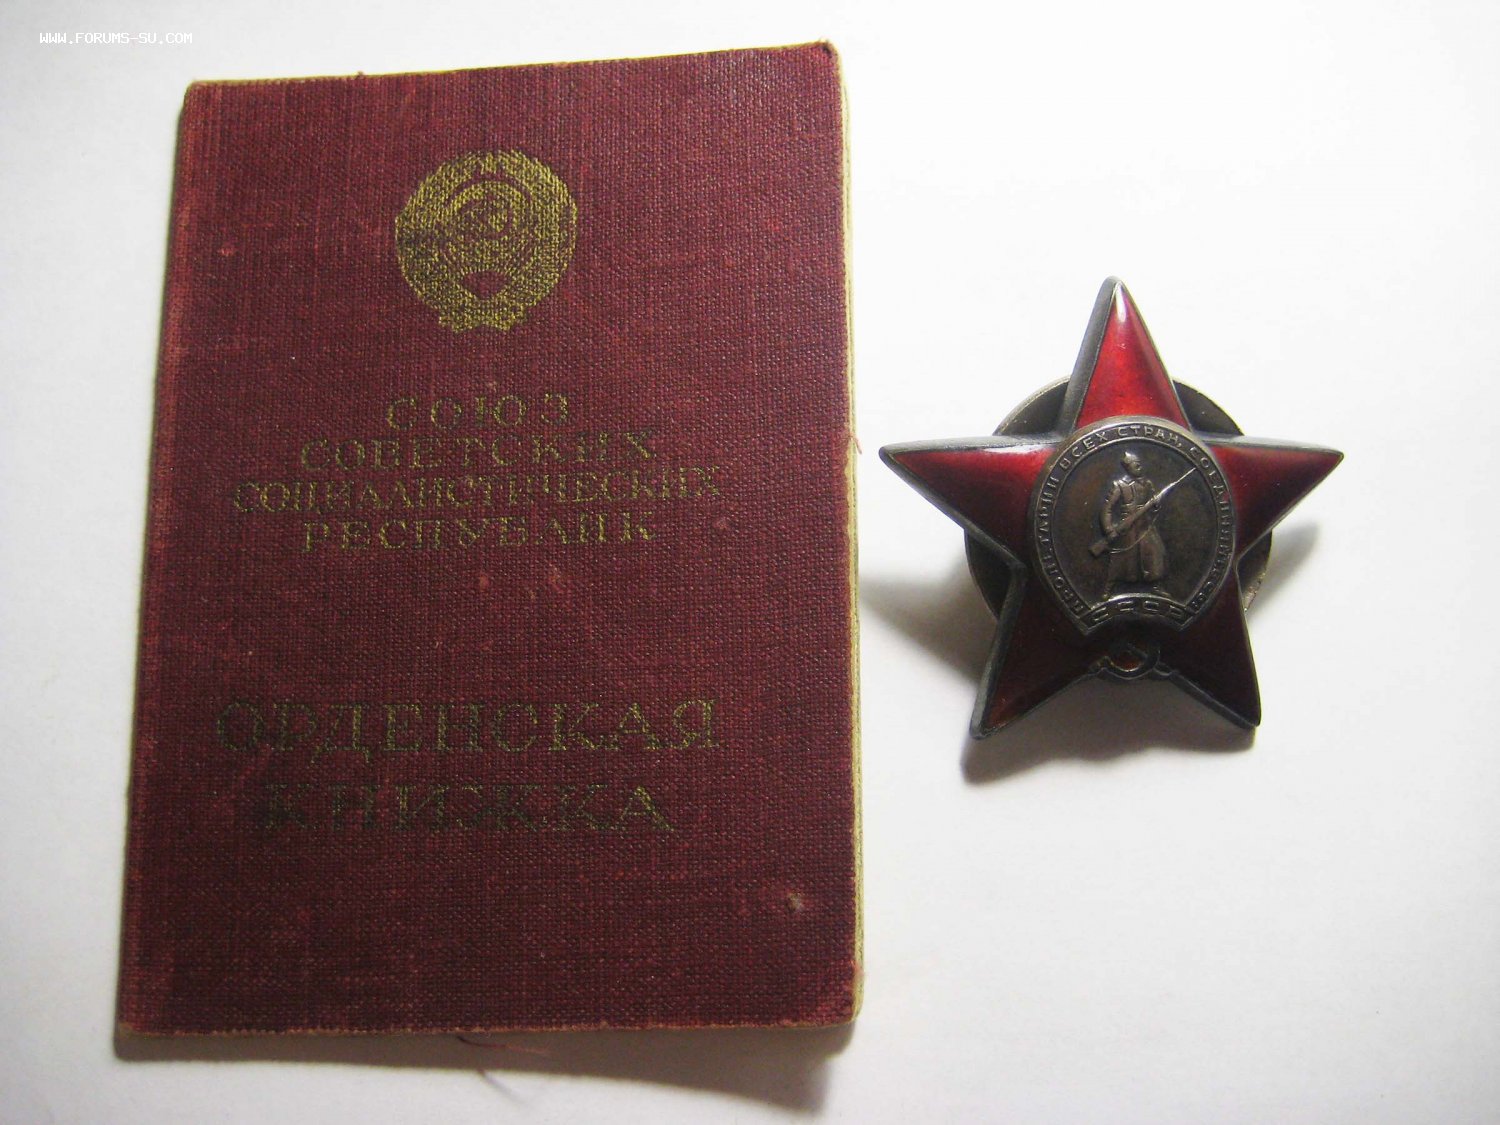 WWW.FORUMS-SU.COM
СОЮЗ
СОВЕТСКИХ
СОЦИАЛИСТИЧЕСКИХ
РЕСПУБЛИК
ОРДЕНСКАЯ
КНИЖКА
ПРОЛЕТАРИИ ВСЕХ СТРАН, СОЕДИНЯЙТЕСЬ!
СССР